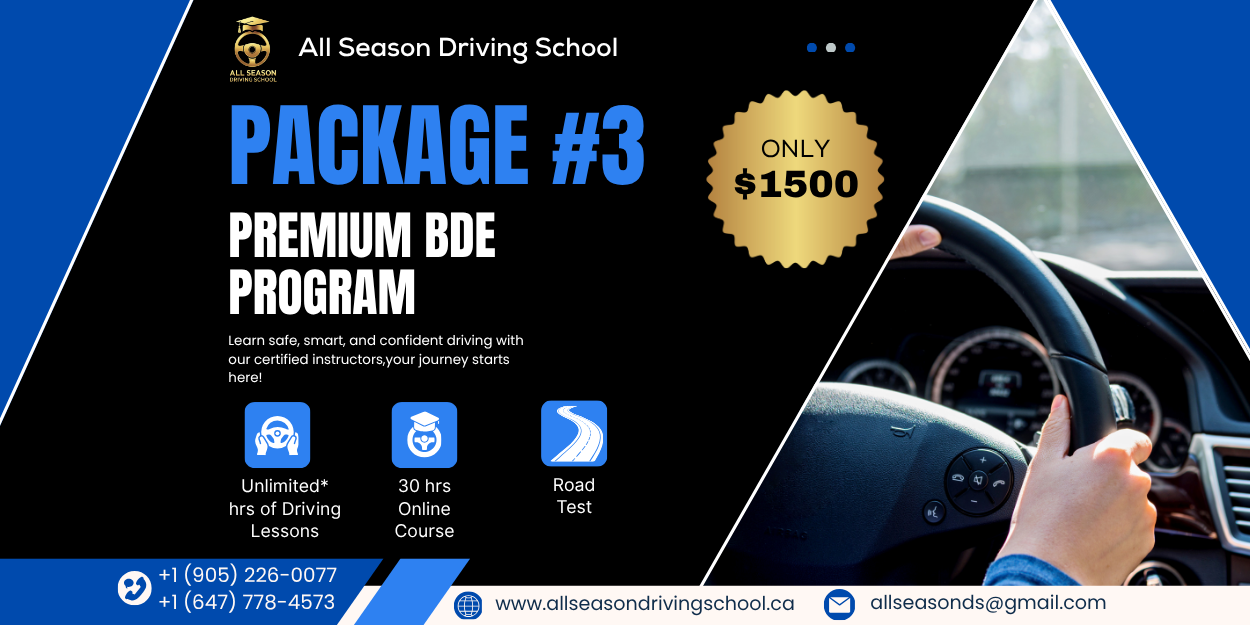 All Season Driving School
ALL SEASON
DRIVING SCHOOL
PACKAGE #3
ONLY
$1500
PREMIUM BDE
PROGRAM
Learn safe, smart, and confident driving with
our certified instructors,your journey starts
here!
Unlimited*
hrs of Driving
Lessons
30 hrs
Online
Course
Road
Test
+1 (905) 226-0077
+1 (647) 778-4573
www.allseasondrivingschool.ca
allseasonds@gmail.com